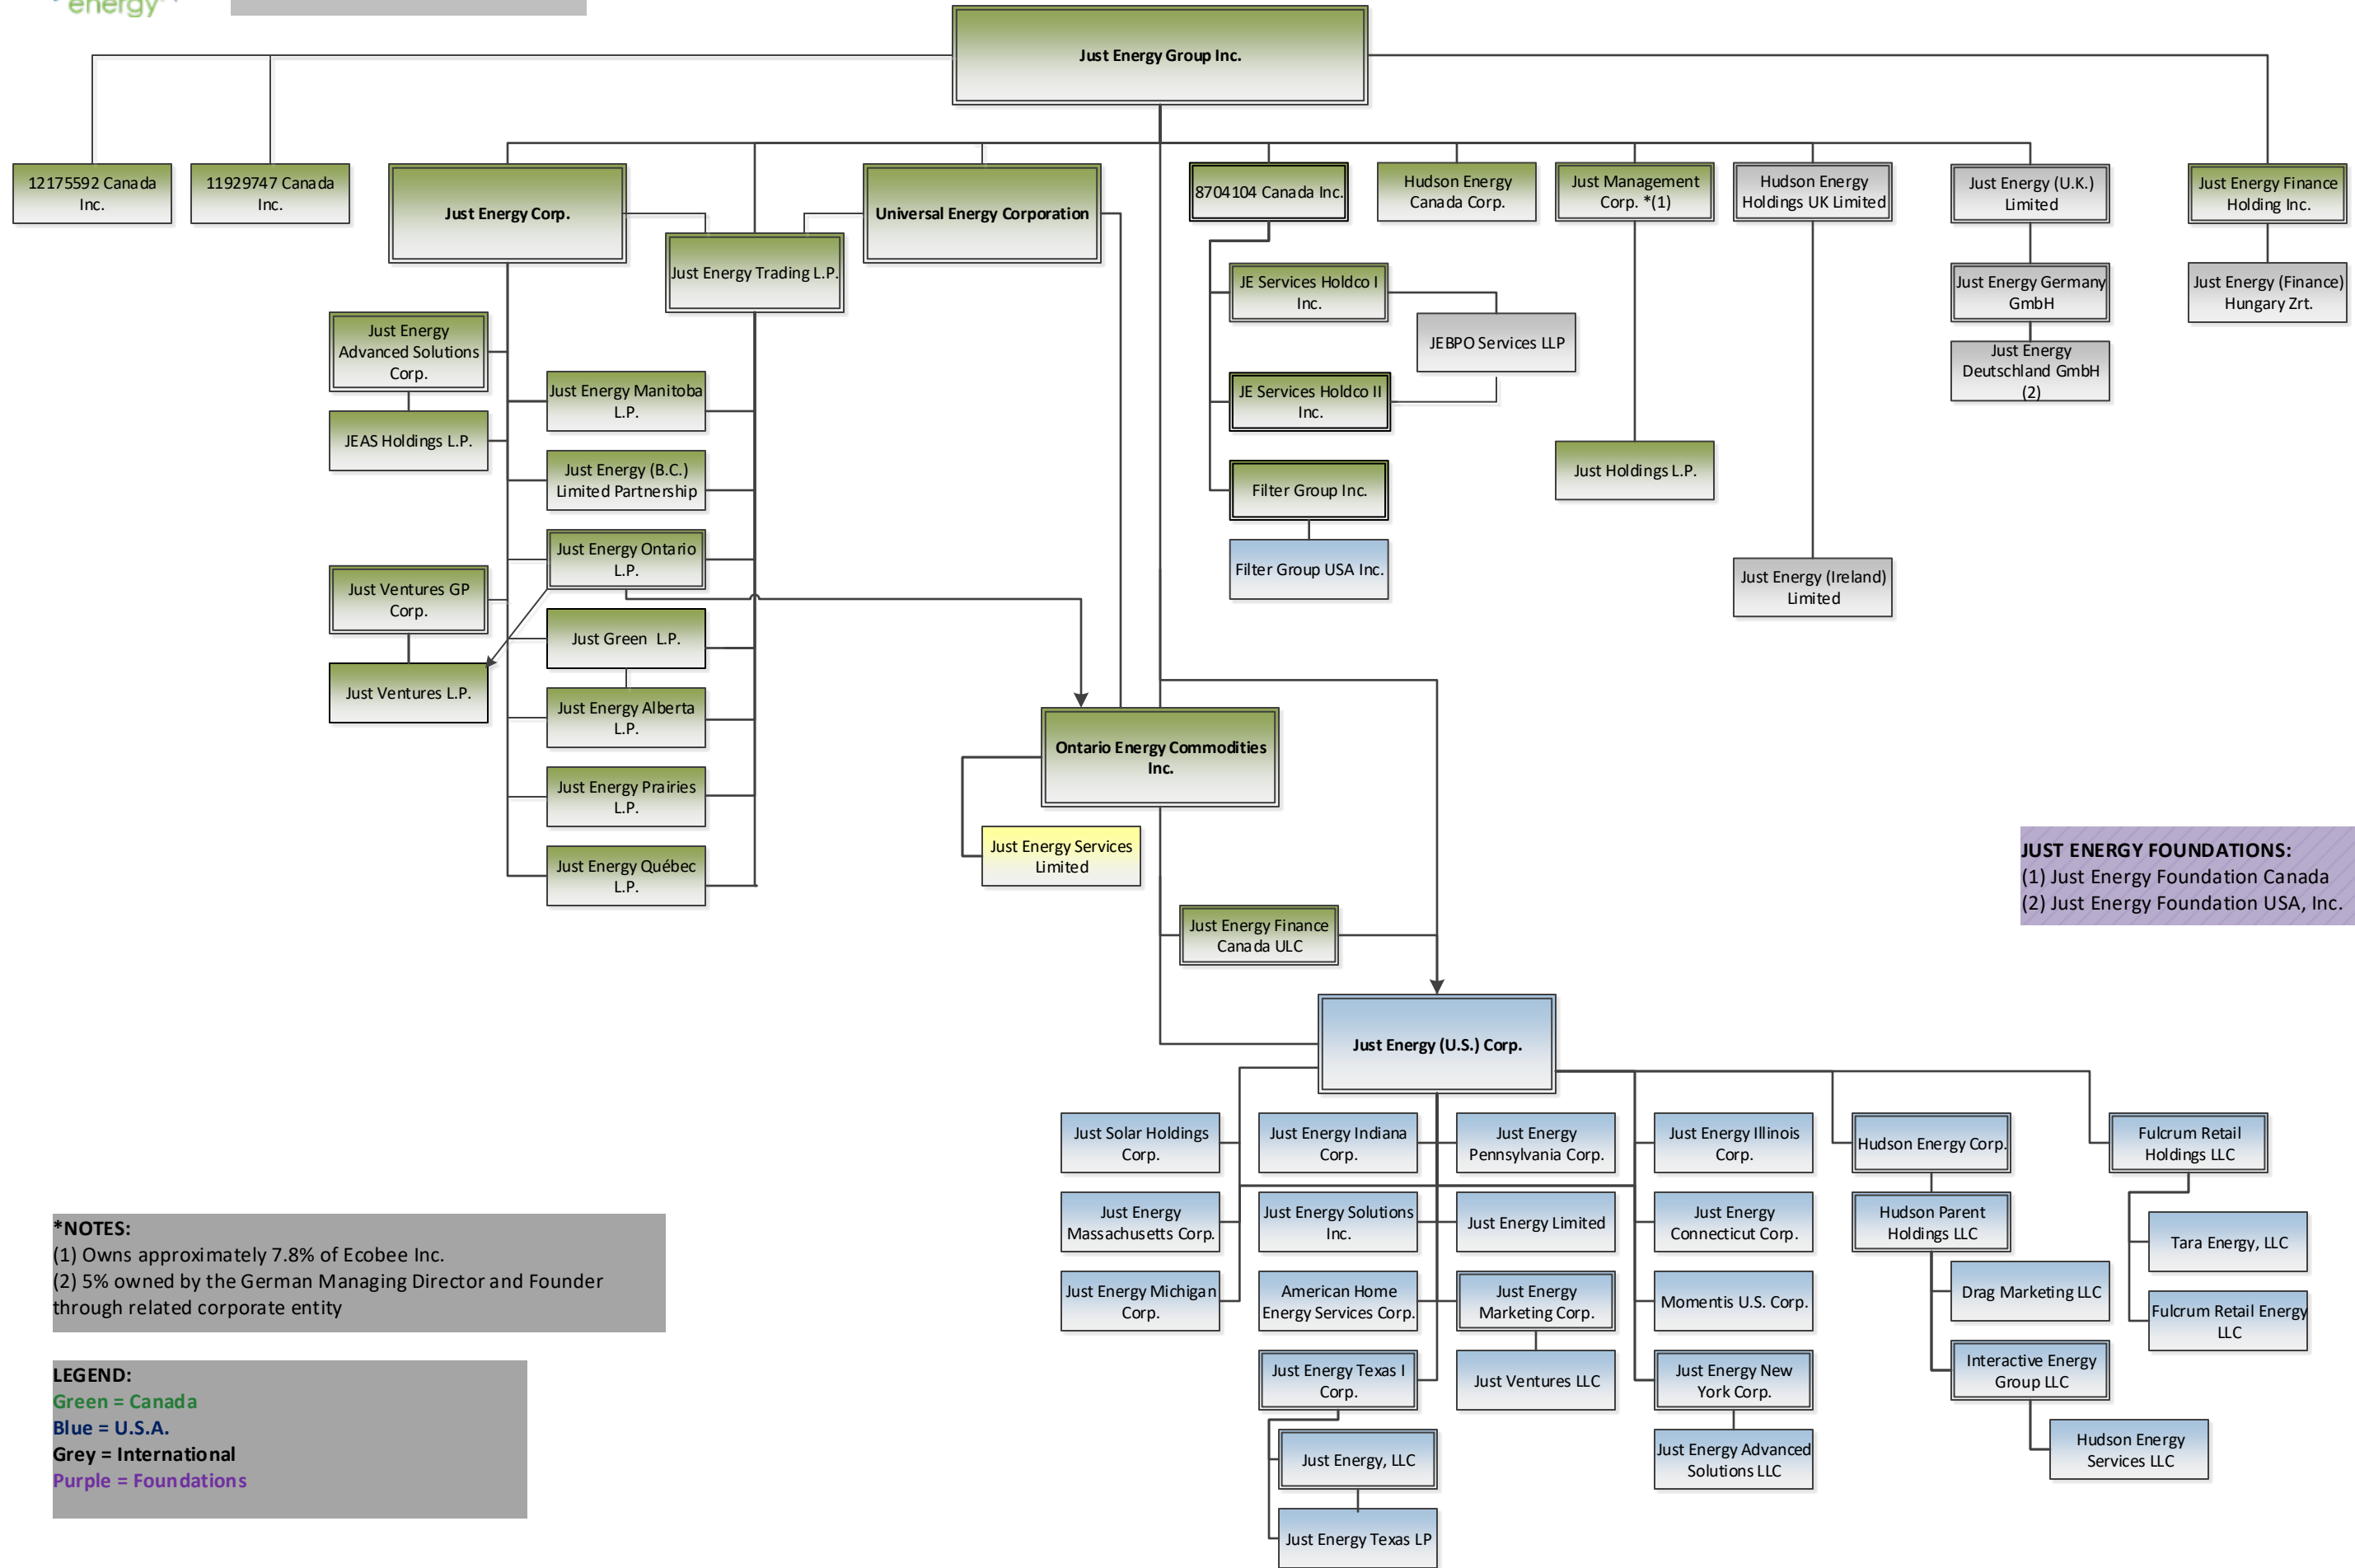 energy
Just Energy Group Inc.
12175592 Canada
Inc.
11929747 Canada
Inc.
Just Energy Corp.
Universal Energy Corporation
8704104 Canada Inc.
Hudson Energy
Canada Corp.
Just Management
Corp. *(1)
Hudson Energy
Holdings UK Limited
Just Energy (U.K.)
Limited
Just Energy Finance
Holding Inc.
Just Energy Trading L.P.
JE Services Holdco I
Inc.
Just Energy Germany
GmbH
Just Energy (Finance)
Hungary Zrt.
Just Energy
Advanced Solutions
Corp.
JEBPO Services LLP
Just Energy
Deutschland GmbH
(2)
Just Energy Manitoba
L.P.
JE Services Holdco II
Inc.
JEAS Holdings L.P.
Just Energy (B.C.)
Limited Partnership
Just Holdings L.P.
Filter Group Inc.
Just Energy Ontario
L.P.
Filter Group USA Inc.
Just Energy (Ireland)
Limited
Just Ventures GP
Corp.
Just Green  L.P.
Just Ventures L.P.
Just Energy Alberta
L.P.
Ontario Energy Commodities
Inc.
Just Energy Prairies
L.P.
Just Energy Services
Limited
Just Energy Québec
L.P.
JUST ENERGY FOUNDATIONS:
(1) Just Energy Foundation Canada
(2) Just Energy Foundation USA, Inc.
Just Energy Finance
Canada ULC
Just Energy (U.S.) Corp.
Just Solar Holdings
Corp.
Just Energy Indiana
Corp.
Just Energy
Pennsylvania Corp.
Just Energy Illinois
Corp.
Hudson Energy Corp.
Fulcrum Retail
Holdings LLC
Just Energy
Massachusetts Corp.
Just Energy Solutions
Inc.
Just Energy Limited
Just Energy
Connecticut Corp.
Hudson Parent
Holdings LLC
Tara Energy, LLC
Just Energy Michigan
Corp.
American Home
Energy Services Corp.
Just Energy
Marketing Corp.
Momentis U.S. Corp.
Drag Marketing LLC
Fulcrum Retail Energy
LLC
Just Energy Texas I
Corp.
Just Ventures LLC
Just Energy New
York Corp.
Interactive Energy
Group LLC
Just Energy, LLC
Just Energy Advanced
Solutions LLC
Hudson Energy
Services LLC
Just Energy Texas LP
*NOTES:
(1) Owns approximately 7.8% of Ecobee Inc.
(2) 5% owned by the German Managing Director and Founder
through related corporate entity
LEGEND:
Green = Canada
Blue = U.S.A.
Grey = International
Purple = Foundations